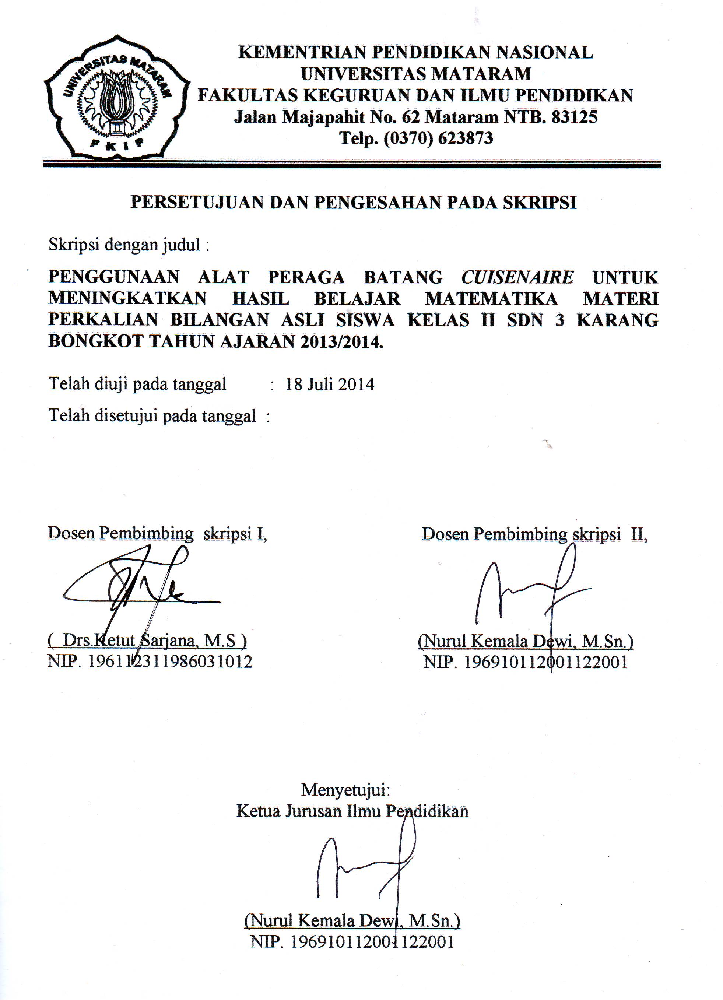 UNIVERSITAS MATARAM
FKIP
KEMENTRIAN PENDIDIKAN NASIONAL
UNIVERSITAS MATARAM
FAKULTAS KEGURUAN DAN ILMU PENDIDIKAN
Jalan Majapahit No. 62 Mataram NTB. 83125
Telp. (0370) 623873
PERSETUJUAN DAN PENGESAHAN PADA SKRIPSI
Skripsi dengan judul :
PENGGUNAAN ALAT PERAGA BATANG CUISENAIRE UNTUK
MENINGKATKAN HASIL BELAJAR MATEMATIKA MATERI
PERKALIAN BILANGAN ASLI SISWA KELAS II SDN 3 KARANG
BONGKOT TAHUN AJARAN 2013/2014.
Telah diuji pada tanggal : 18 Juli 2014
Telah disetujui pada tanggal :
Dosen Pembimbing skripsi I, Dosen Pembimbing skripsi II,
( Drs.Ketut Sarjana, M.S ) (Nurul Kemala Dewi, M.Sn.)
NIP. 196112311986031012 NIP. 196910112001122001
Menyetujui:
Ketua Jurusan Ilmu Pendidikan
(Nurul Kemala Dewi, M.Sn.)
NIP. 196910112001122001